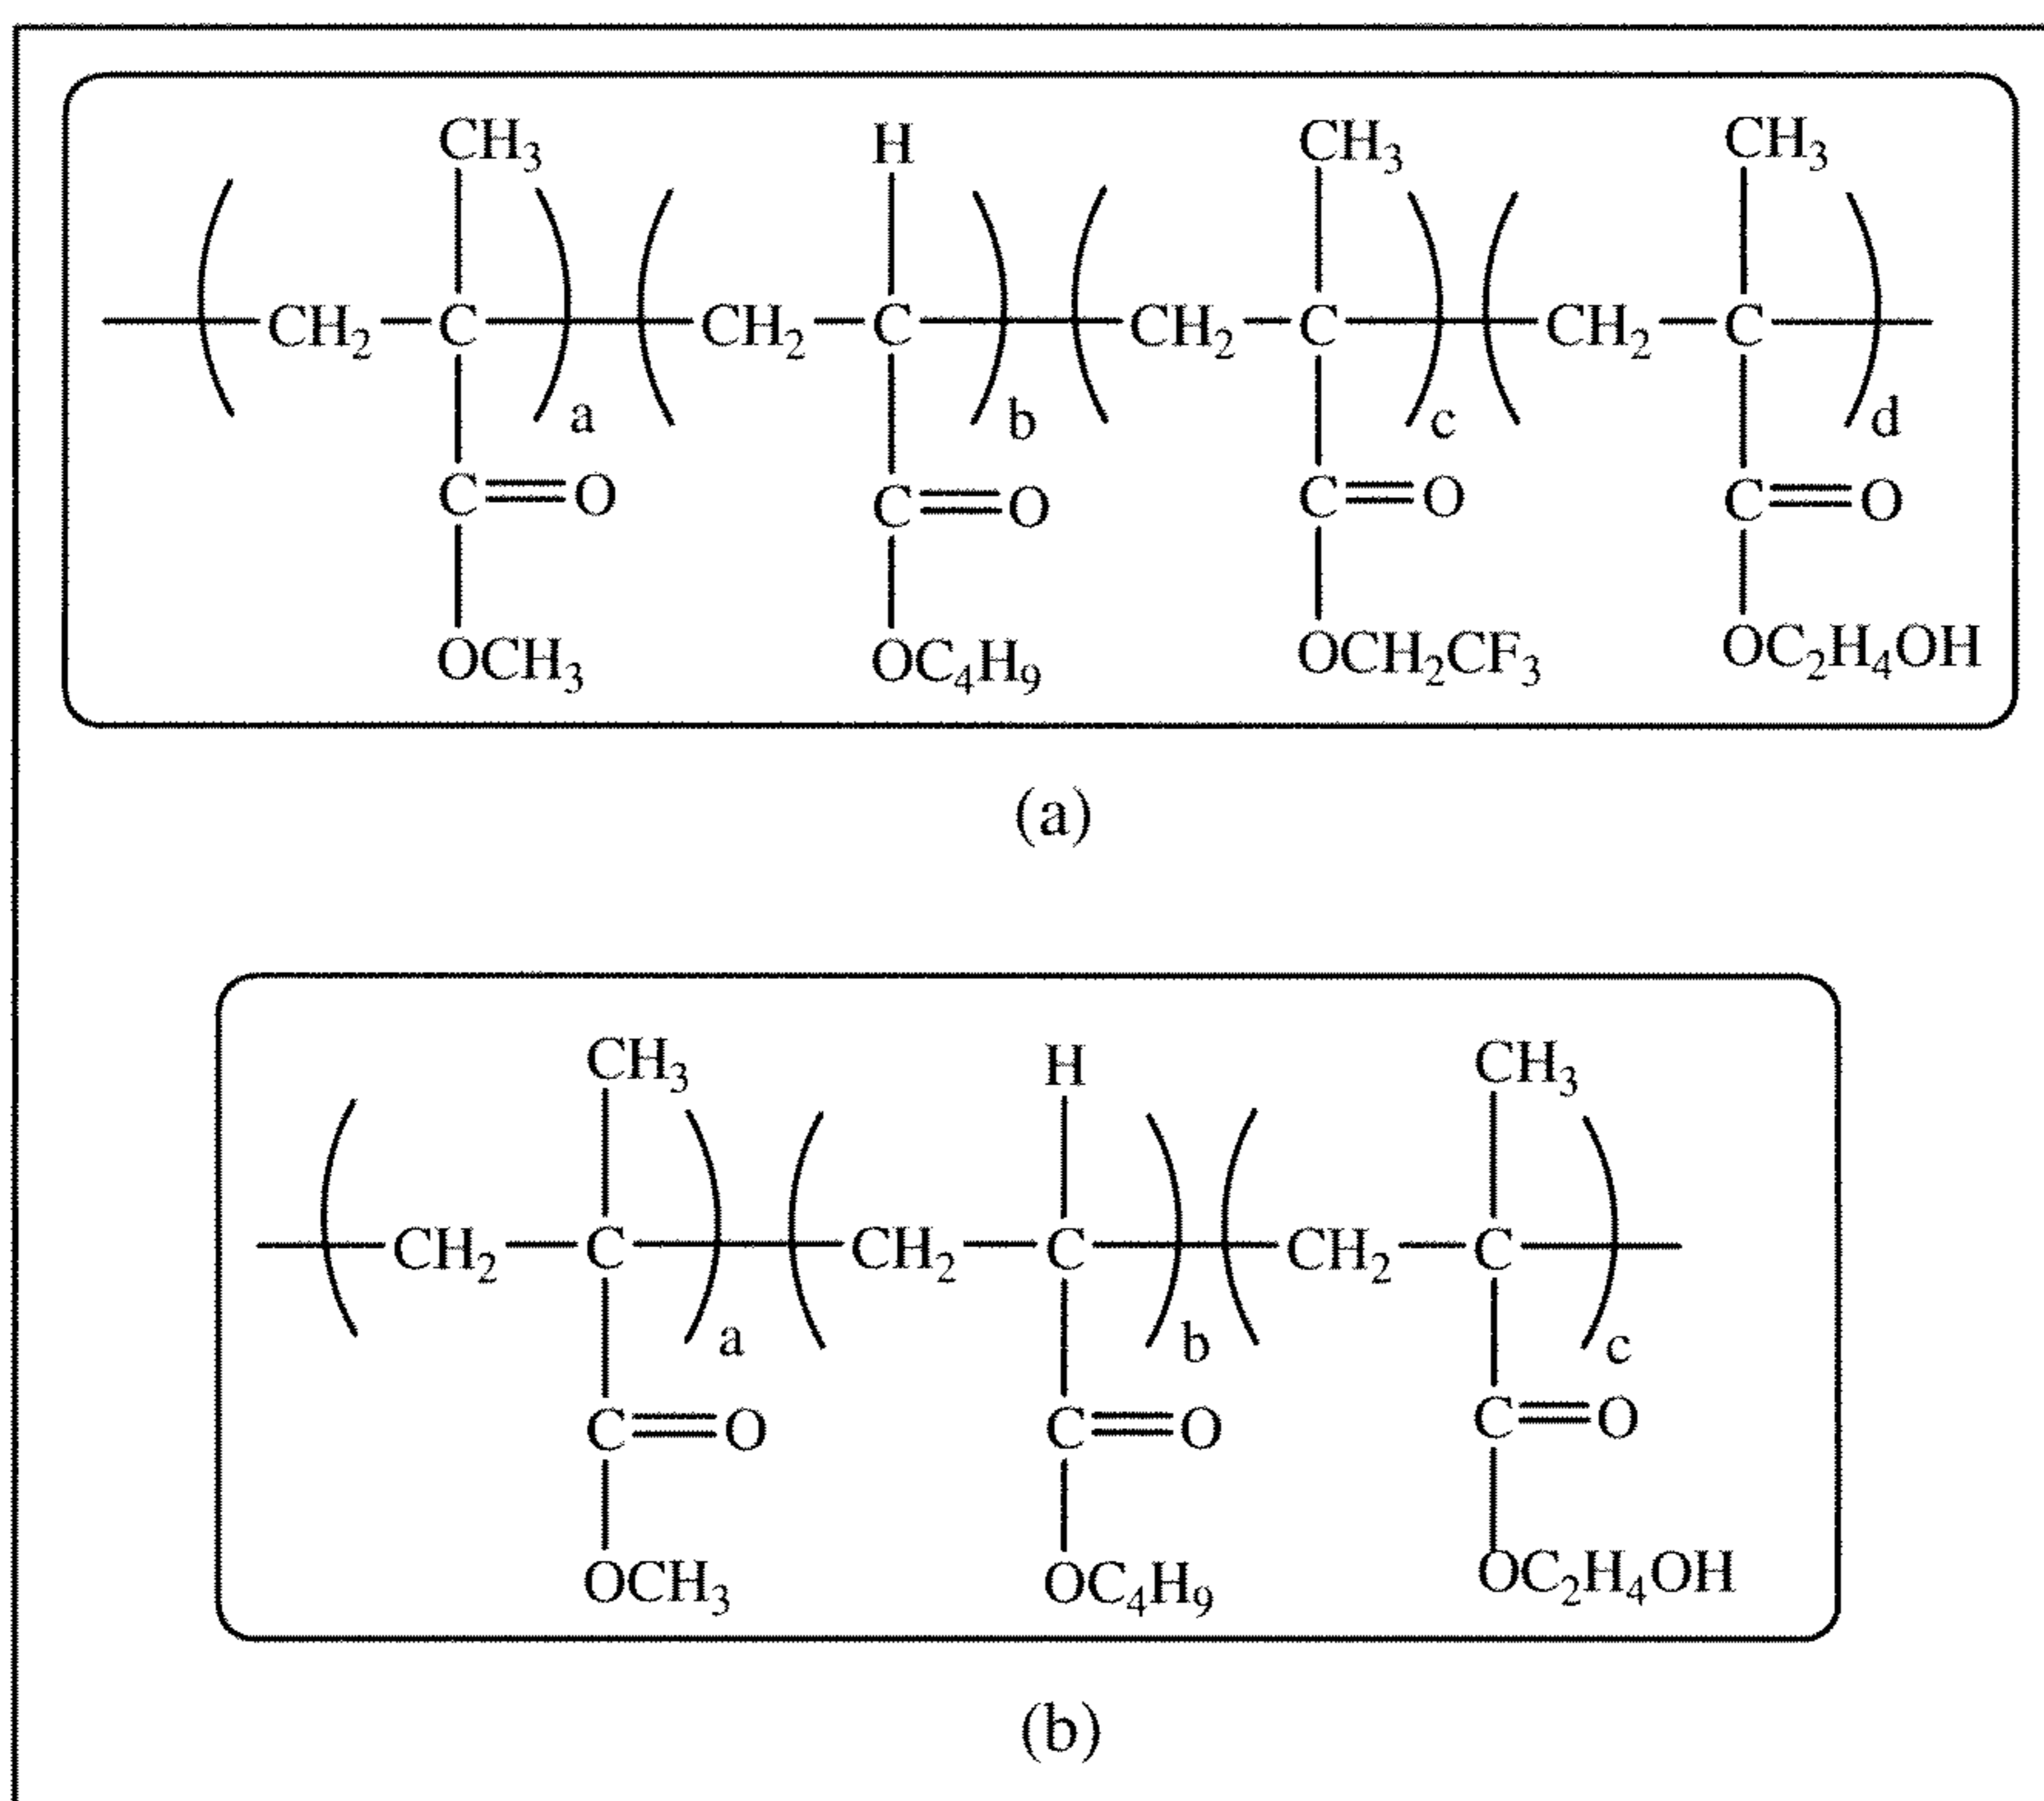 CH₃ H CH₃ CH₃
CH₂ C a CH₂ C b CH₂ C c CH₂ C d
C O C O C O C O
OCH₃ OC₄H₉ OCH₂CF₃ OC₂H₄OH
(a)
CH₃ H CH₃
CH₂ C a CH₂ C b CH₂ C c
C O C O C O
OCH₃ OC₄H₉ OC₂H₄OH
(b)